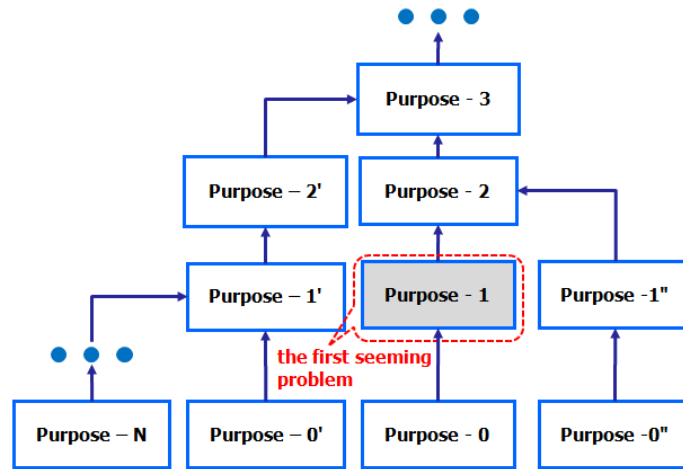 Purpose - 3
Purpose – 2'
Purpose - 2
Purpose – 1'
Purpose - 1
Purpose -1"
the first seeming
problem
Purpose – N
Purpose – 0'
Purpose - 0
Purpose -0"